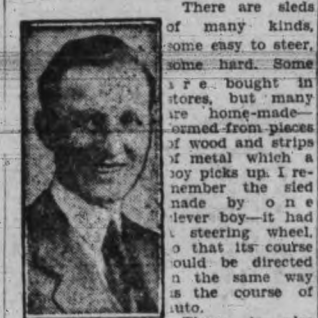 There are sleds
of many kinds,
some easy to steer,
some hard. Some
are bought in
stores, but many
are home-made—
formed from pieces
of wood and strips
of metal which a
boy picks up. I re-
member the sled
made by one
clever boy—it had
a steering wheel,
so that its course
could be directed
in the same way
as the course of
auto.